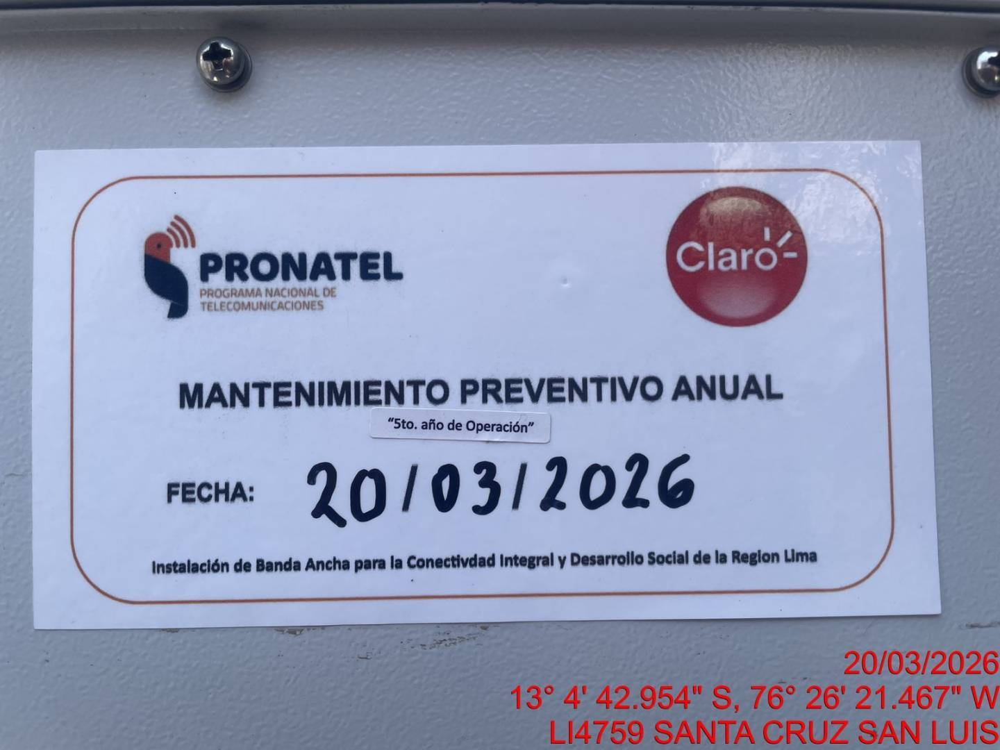 PRONATEL
PROGRAMA NACIONAL DE
TELECOMUNICACIONES
Claro
MANTENIMIENTO PREVENTIVO ANUAL
“5to. año de Operación”
FECHA: 20/03/2026
Instalación de Banda Ancha para la Conectivdad Integral y Desarrollo Social de la Region Lima
20/03/2026
13° 4' 42.954" S, 76° 26' 21.467" W
LI4759 SANTA CRUZ SAN LUIS